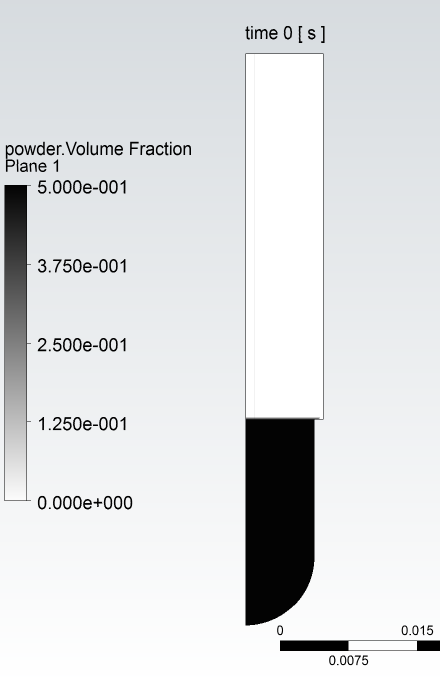 time 0 [ s ]
powder.Volume Fraction
Plane 1
5.000e-001
3.750e-001
2.500e-001
1.250e-001
0.000e+000
0
0.015
0.0075